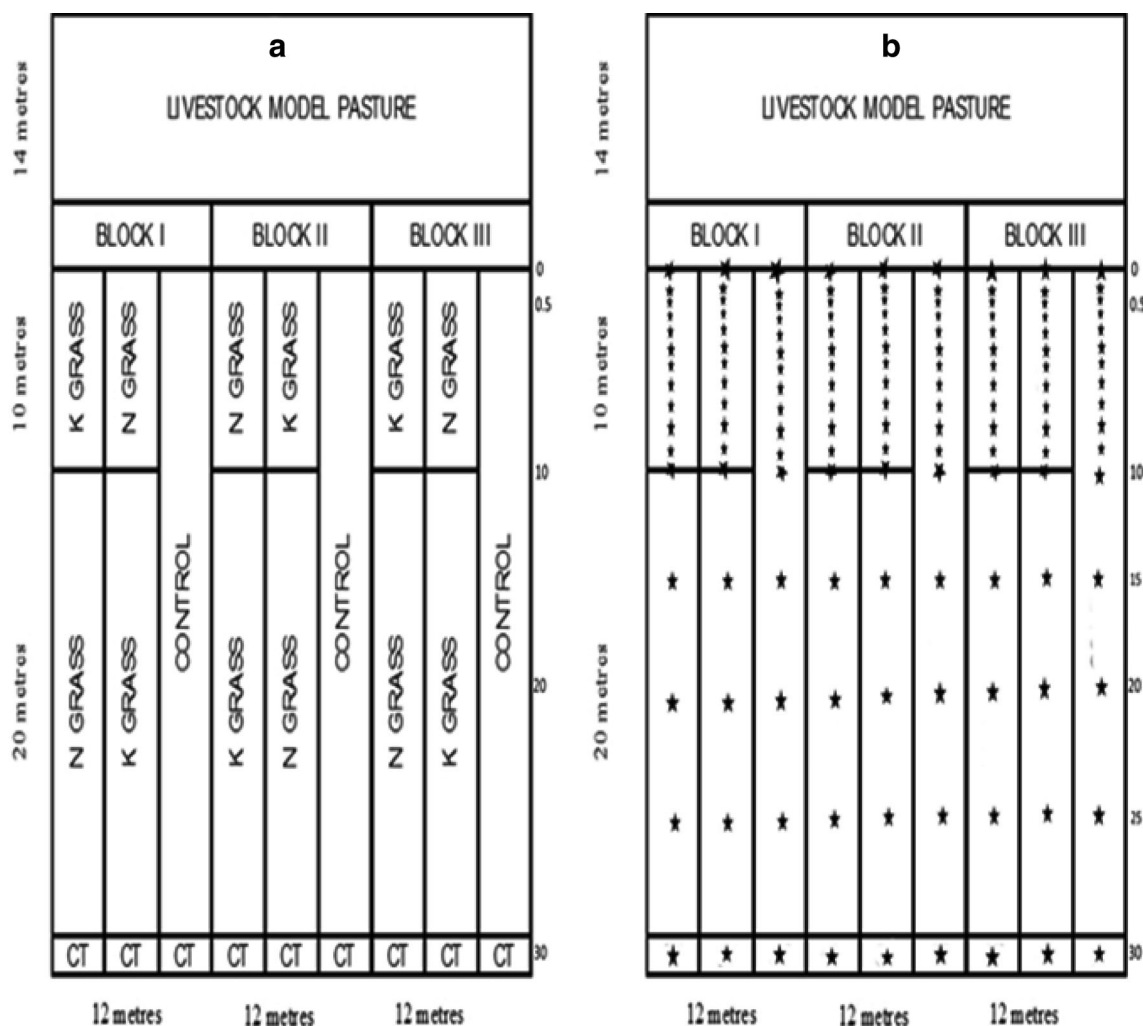 a
LIVESTOCK MODEL PASTURE
14 metres
BLOCK I
BLOCK II
BLOCK III
0
0.5
10 metres
K GRASS
N GRASS
N GRASS
K GRASS
K GRASS
N GRASS
10
20 metres
N GRASS
K GRASS
CONTROL
K GRASS
N GRASS
CONTROL
N GRASS
K GRASS
CONTROL
20
CT CT CT CT CT CT CT CT CT
30
12 metres
12 metres
12 metres
b
LIVESTOCK MODEL PASTURE
14 metres
BLOCK I
BLOCK II
BLOCK III
0
0.5
10 metres
10
15
20 metres
20
25
30
12 metres
12 metres
12 metres